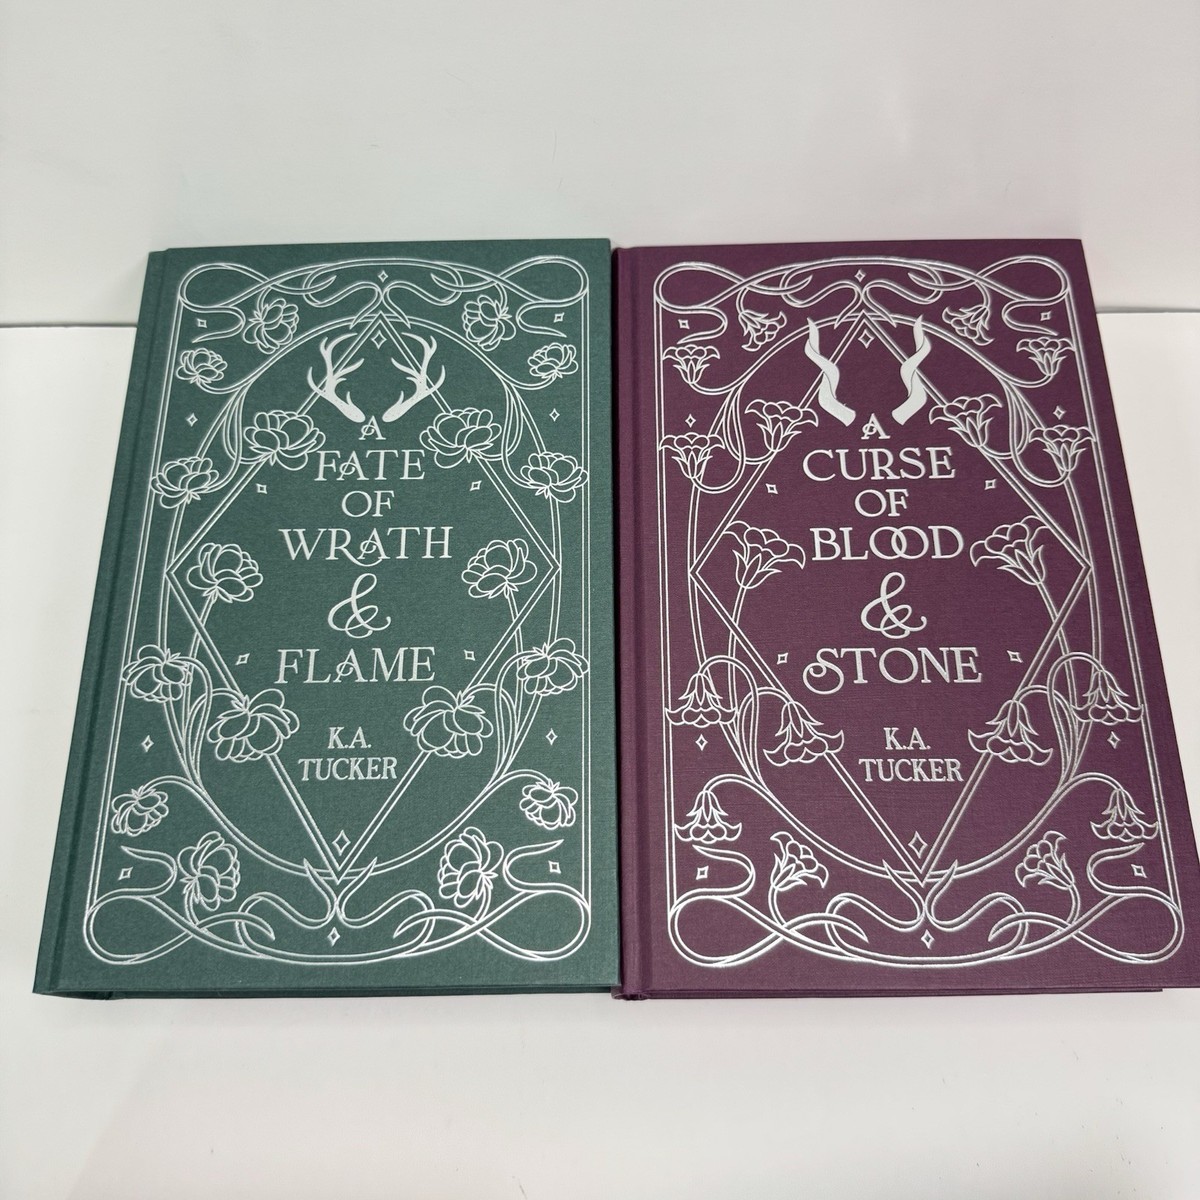 A
FATE
OF
WRATH
&
FLAME
K.A.
TUCKER
A
CURSE
OF
BLOOD
&
STONE
K.A.
TUCKER